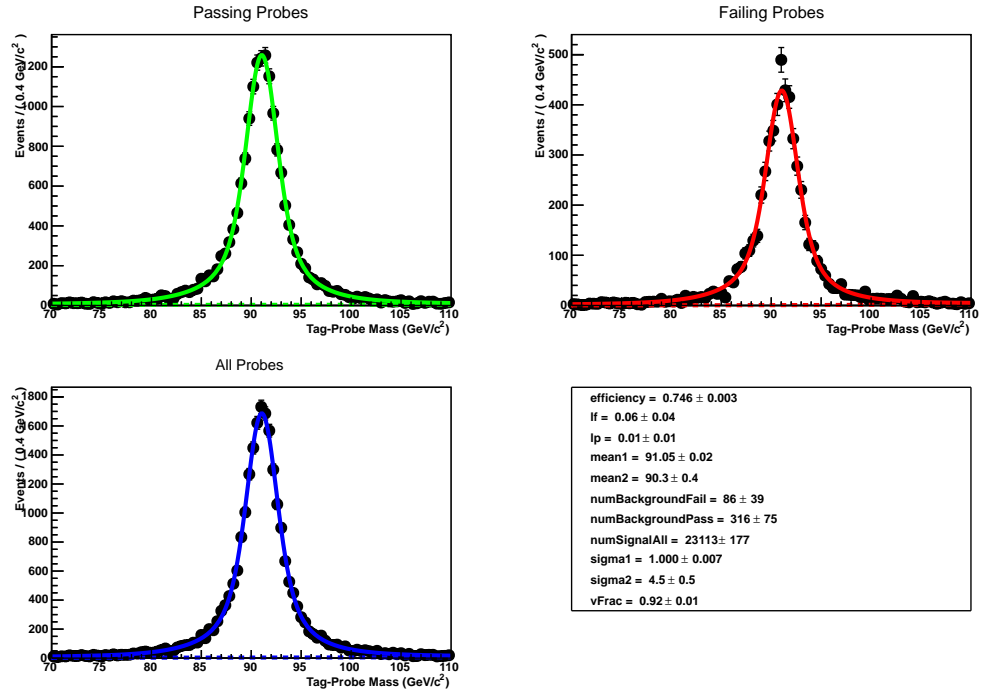 Passing Probes
Events / ( 0.4 GeV/c2 )
1200
1000
800
600
400
200
0
70 75 80 85 90 95 100 105 110
Tag-Probe Mass (GeV/c2)
Failing Probes
Events / ( 0.4 GeV/c2 )
500
400
300
200
100
0
70 75 80 85 90 95 100 105 110
Tag-Probe Mass (GeV/c2)
All Probes
Events / ( 0.4 GeV/c2 )
1800
1600
1400
1200
1000
800
600
400
200
0
70 75 80 85 90 95 100 105 110
Tag-Probe Mass (GeV/c2)
efficiency = 0.746 ± 0.003
lf = 0.06 ± 0.04
lp = 0.01 ± 0.01
mean1 = 91.05 ± 0.02
mean2 = 90.3 ± 0.4
numBackgroundFail = 86 ± 39
numBackgroundPass = 316 ± 75
numSignalAll = 23113 ± 177
sigma1 = 1.000 ± 0.007
sigma2 = 4.5 ± 0.5
vFrac = 0.92 ± 0.01